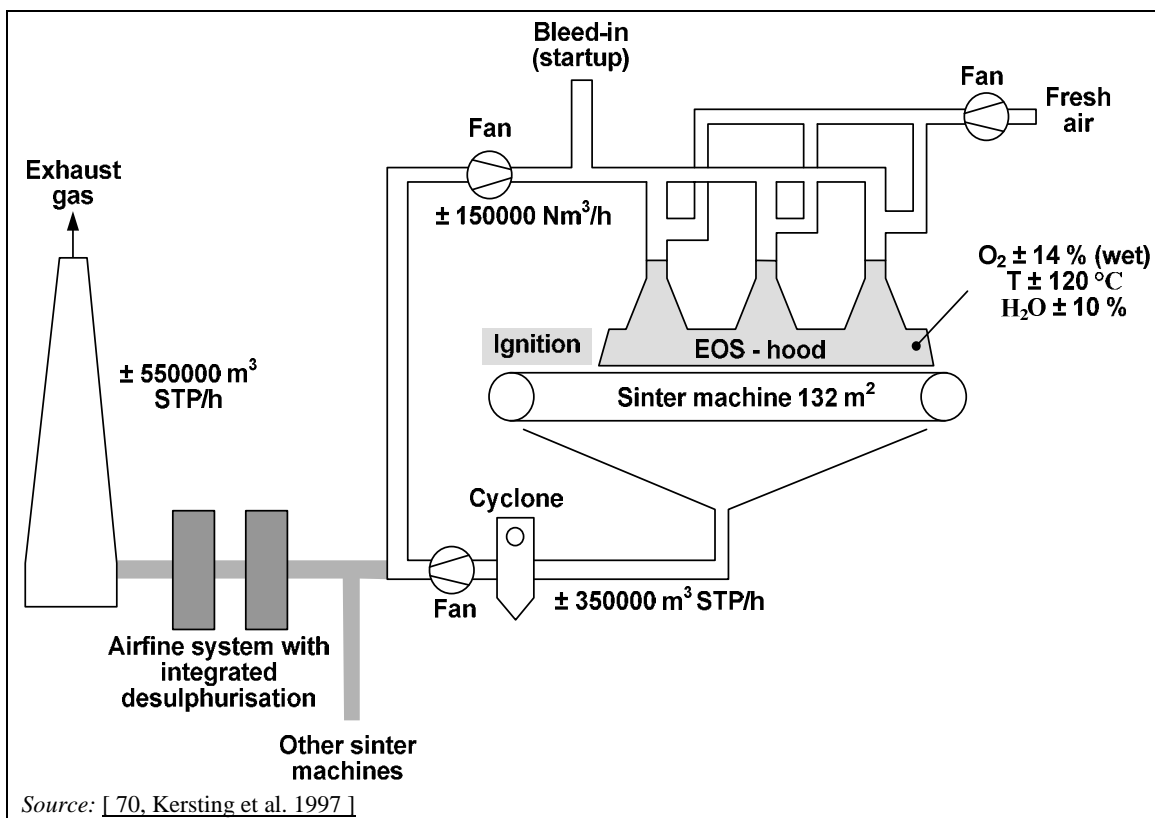 Bleed-in
(startup)
Fan
Fresh
air
Fan
± 150000 Nm³/h
Exhaust
gas
O₂ ± 14 % (wet)
T ± 120 °C
H₂O ± 10 %
Ignition
EOS - hood
± 550000 m³
STP/h
Sinter machine 132 m²
Cyclone
Fan
± 350000 m³ STP/h
Airfine system with
integrated
desulphurisation
Other sinter
machines
Source: [ 70, Kersting et al. 1997 ]